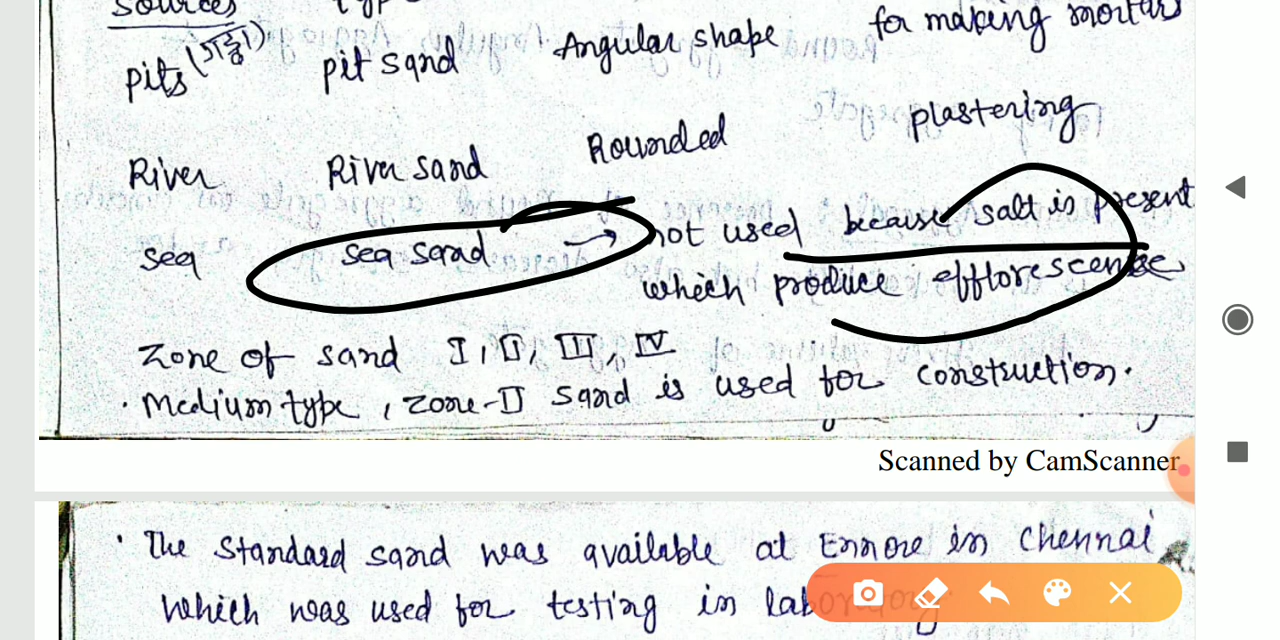 Sources type
pits (गड्ढा) pit sand Angular shape for making mortar
River River sand Rounded plastering
sea sea sand → not used because salt is present
which produce efflorescence
Zone of sand I, II, III, IV
· Medium type, Zone-II sand is used for construction.
Scanned by CamScanner
· The standard sand was available at Ennore in Chennai
which was used for testing in laboratory